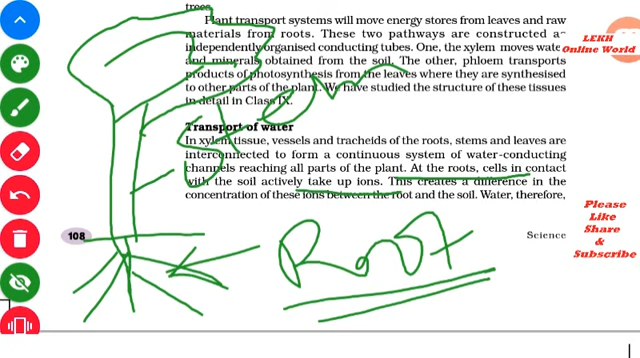 trees.
Plant transport systems will move energy stores from leaves and raw
materials from roots. These two pathways are constructed as
independently organised conducting tubes. One, the xylem moves water
and minerals obtained from the soil. The other, phloem transports
products of photosynthesis from the leaves where they are synthesised
to other parts of the plant. We have studied the structure of these tissues
in detail in Class IX.
Stem
Transport of water
In xylem tissue, vessels and tracheids of the roots, stems and leaves are
interconnected to form a continuous system of water-conducting
channels reaching all parts of the plant. At the roots, cells in contact
with the soil actively take up ions. This creates a difference in the
concentration of these ions between the root and the soil. Water, therefore,
108
Science
Root
LEKH
Online World
Please
Like
Share
&
Subscribe